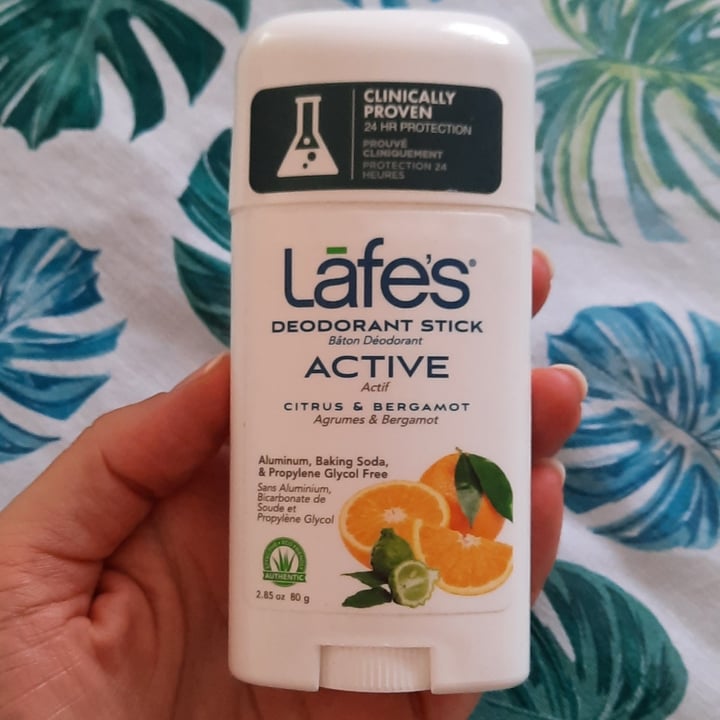 CLINICALLY
PROVEN
24 HR PROTECTION
PROUVÉ
CLINIQUEMENT
PROTECTION 24
HEURES
Lāfe's®
DEODORANT STICK
Bâton Déodorant
ACTIVE
Actif
CITRUS & BERGAMOT
Agrumes & Bergamot
Aluminum, Baking Soda,
& Propylene Glycol Free
Sans Aluminium,
Bicarbonate de
Soude et
Propylène Glycol
AUTHENTIC
2.85 oz 80 g